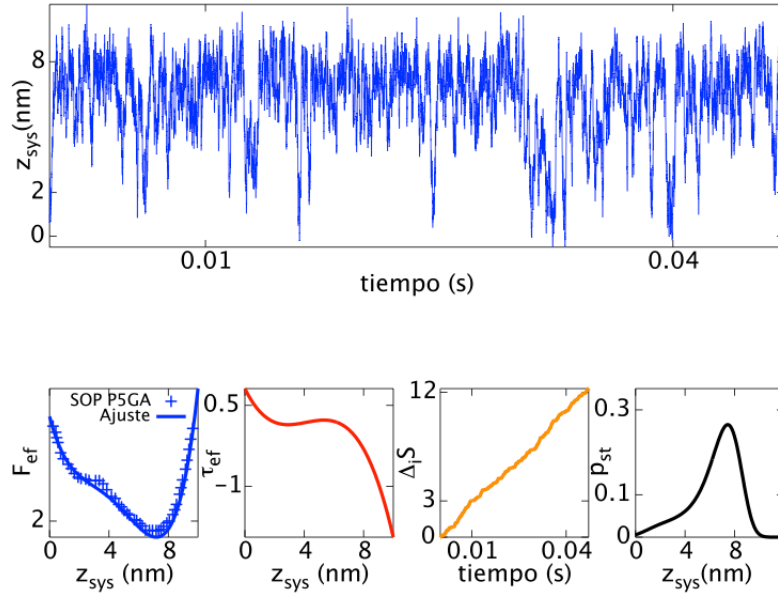 8
2
0
z_sys(nm)
0.01 0.04
tiempo (s)
SOP P5GA
Ajuste
F_ef
2
0 4 8
z_sys (nm)
τ_ef
0.5
−1
0 4 8
z_sys (nm)
Δ_iS
12
3
0
0.01 0.04
tiempo (s)
p_st
0.3
0.1
0
0 4 8
z_sys(nm)